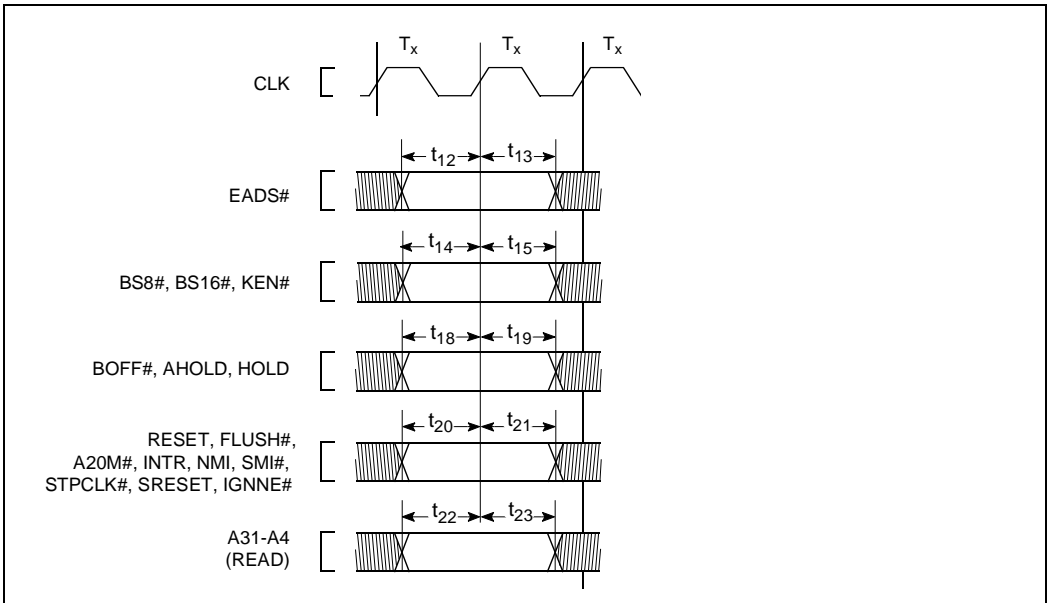 Tx Tx Tx
CLK
t12 t13
EADS#
t14 t15
BS8#, BS16#, KEN#
t18 t19
BOFF#, AHOLD, HOLD
t20 t21
RESET, FLUSH#,
A20M#, INTR, NMI, SMI#,
STPCLK#, SRESET, IGNNE#
t22 t23
A31-A4
(READ)